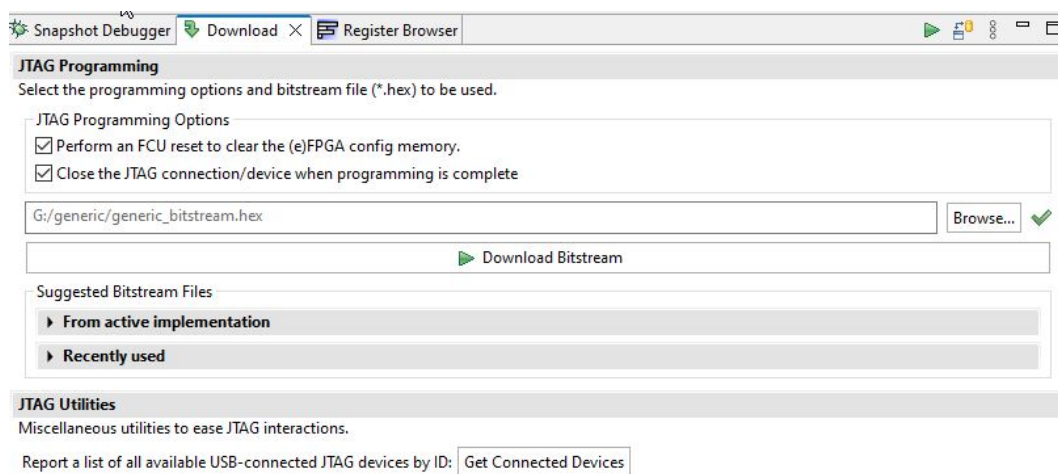 Snapshot Debugger Download Register Browser
JTAG Programming
Select the programming options and bitstream file (*.hex) to be used.
JTAG Programming Options
Perform an FCU reset to clear the (e)FPGA config memory.
Close the JTAG connection/device when programming is complete
G:/generic/generic_bitstream.hex Browse...
Download Bitstream
Suggested Bitstream Files
From active implementation
Recently used
JTAG Utilities
Miscellaneous utilities to ease JTAG interactions.
Report a list of all available USB-connected JTAG devices by ID: Get Connected Devices